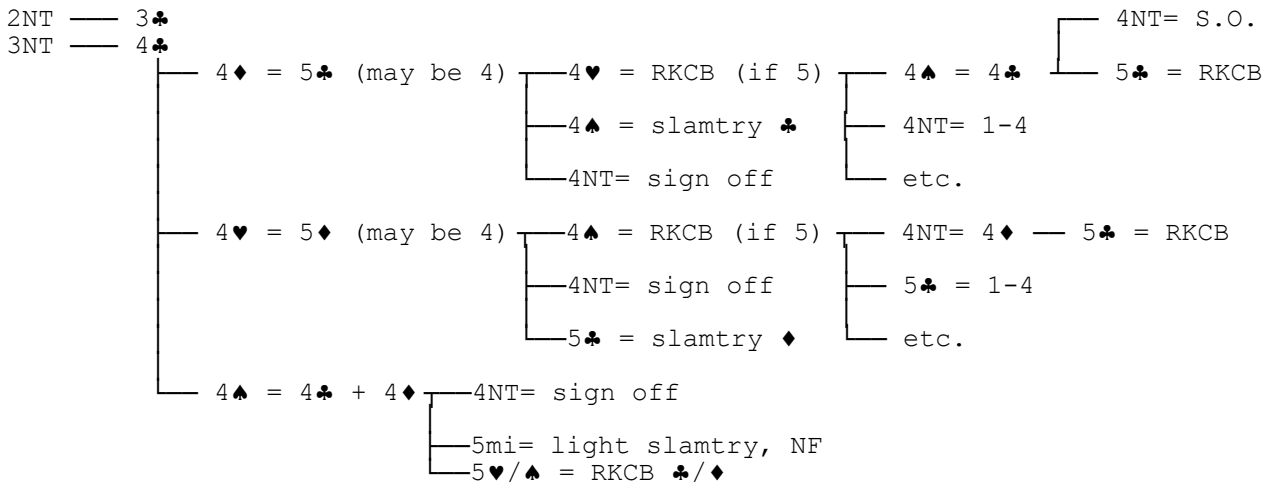 2NT 3♣ 4NT= S.O.
3NT 4♣
4♦ = 5♣ (may be 4) 4♥ = RKCB (if 5) 4♠ = 4♣ 5♣ = RKCB
4♠ = slamtry ♣ 4NT= 1-4
4NT= sign off etc.
4♥ = 5♦ (may be 4) 4♠ = RKCB (if 5) 4NT= 4♦ 5♣ = RKCB
4NT= sign off 5♣ = 1-4
5♣ = slamtry ♦ etc.
4♠ = 4♣ + 4♦ 4NT= sign off
5mi= light slamtry, NF
5♥/♠ = RKCB ♣/♦